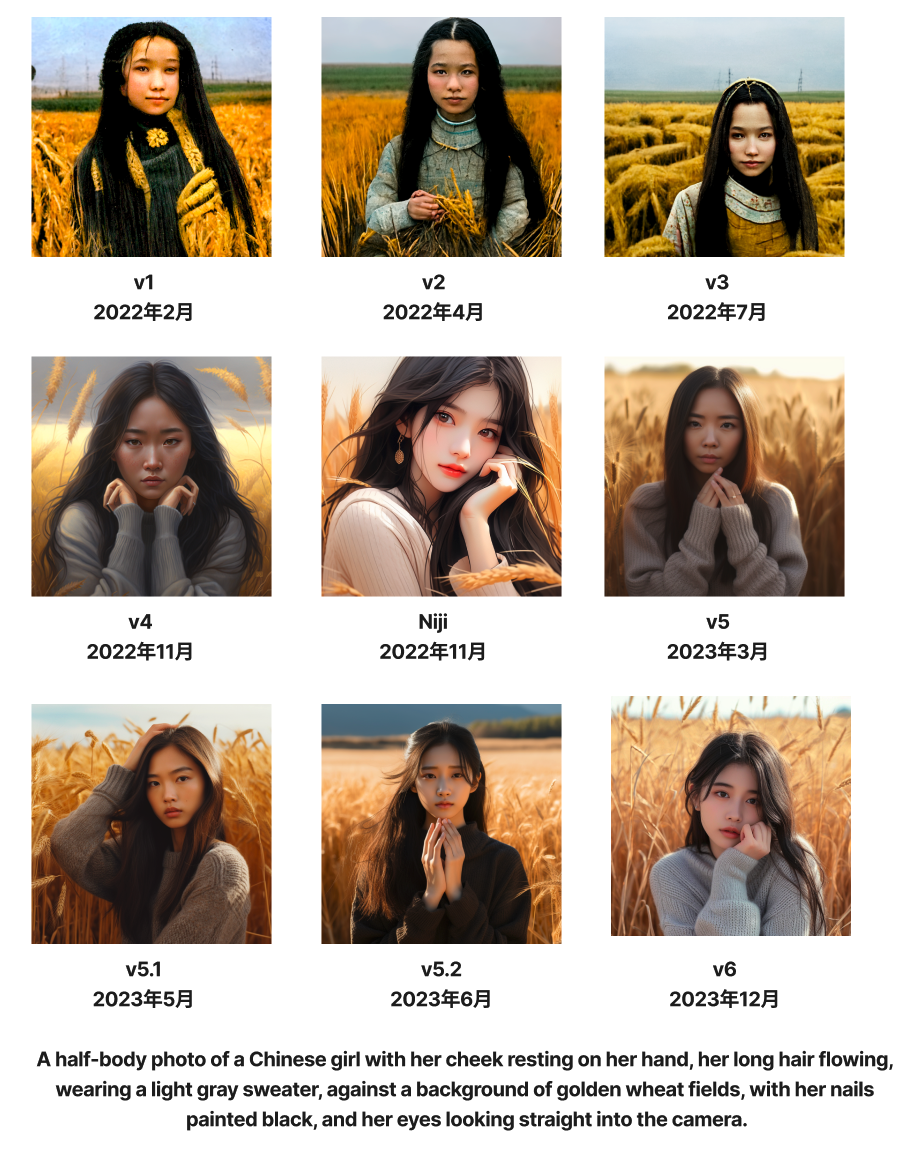 v1
2022年2月
v2
2022年4月
v3
2022年7月
v4
2022年11月
Niji
2022年11月
v5
2023年3月
v5.1
2023年5月
v5.2
2023年6月
v6
2023年12月
A half-body photo of a Chinese girl with her cheek resting on her hand, her long hair flowing,
wearing a light gray sweater, against a background of golden wheat fields, with her nails
painted black, and her eyes looking straight into the camera.